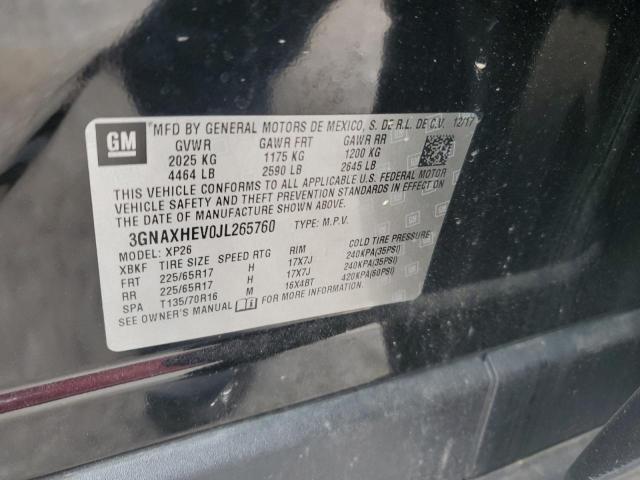 GM MFD BY GENERAL MOTORS DE MEXICO, S. DE R.L. DE C.V. 12/17
GVWR GAWR FRT GAWR RR
2025 KG 1175 KG 1200 KG
4464 LB 2590 LB 2645 LB
THIS VEHICLE CONFORMS TO ALL APPLICABLE U.S. FEDERAL MOTOR
VEHICLE SAFETY AND THEFT PREVENTION STANDARDS IN EFFECT ON
THE DATE OF MANUFACTURE SHOWN ABOVE.
3GNAXHEV0JL265760 TYPE: M.P.V.
MODEL: XP26
XBKF TIRE SIZE SPEED RTG RIM COLD TIRE PRESSURE
FRT 225/65R17 H 17X7J 240KPA(35PSI)
RR 225/65R17 H 17X7J 240KPA(35PSI)
SPA T135/70R16 M 16X4BT 420KPA(60PSI)
SEE OWNER'S MANUAL FOR MORE INFORMATION.